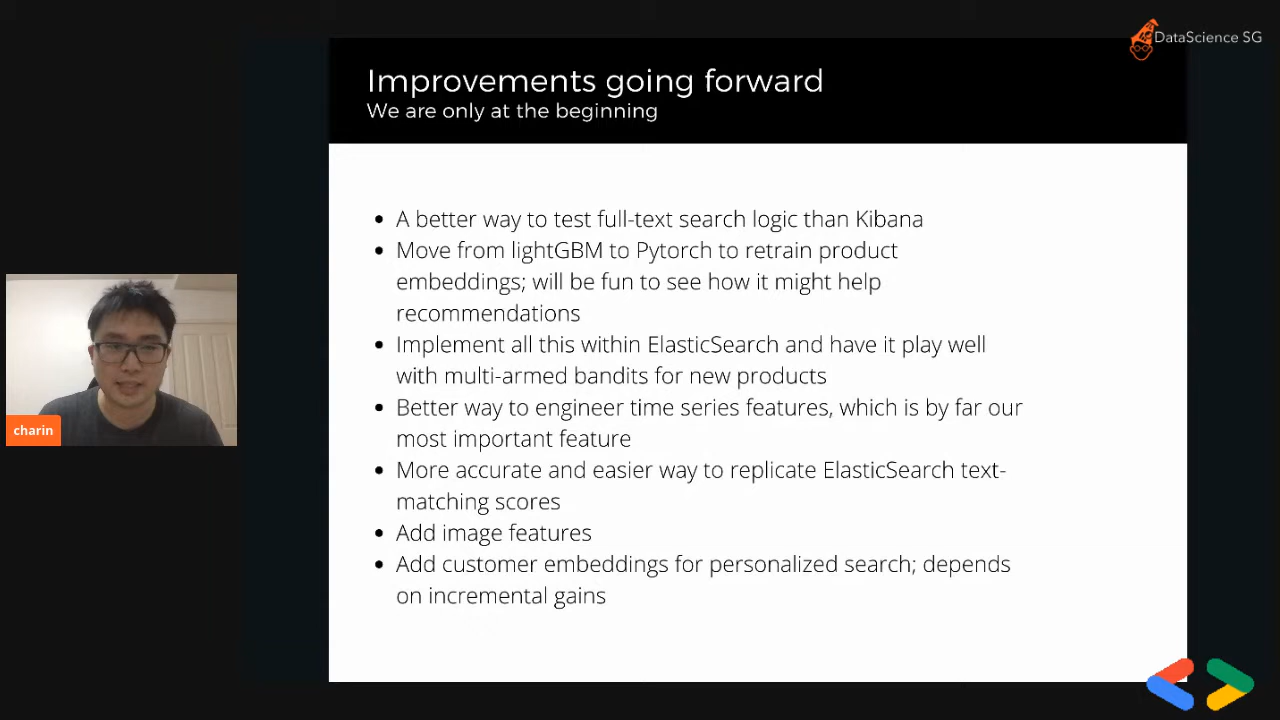 DataScience SG
Improvements going forward
We are only at the beginning
• A better way to test full-text search logic than Kibana
• Move from lightGBM to Pytorch to retrain product
embeddings; will be fun to see how it might help
recommendations
• Implement all this within ElasticSearch and have it play well
with multi-armed bandits for new products
• Better way to engineer time series features, which is by far our
most important feature
• More accurate and easier way to replicate ElasticSearch text-
matching scores
• Add image features
• Add customer embeddings for personalized search; depends
on incremental gains
charin